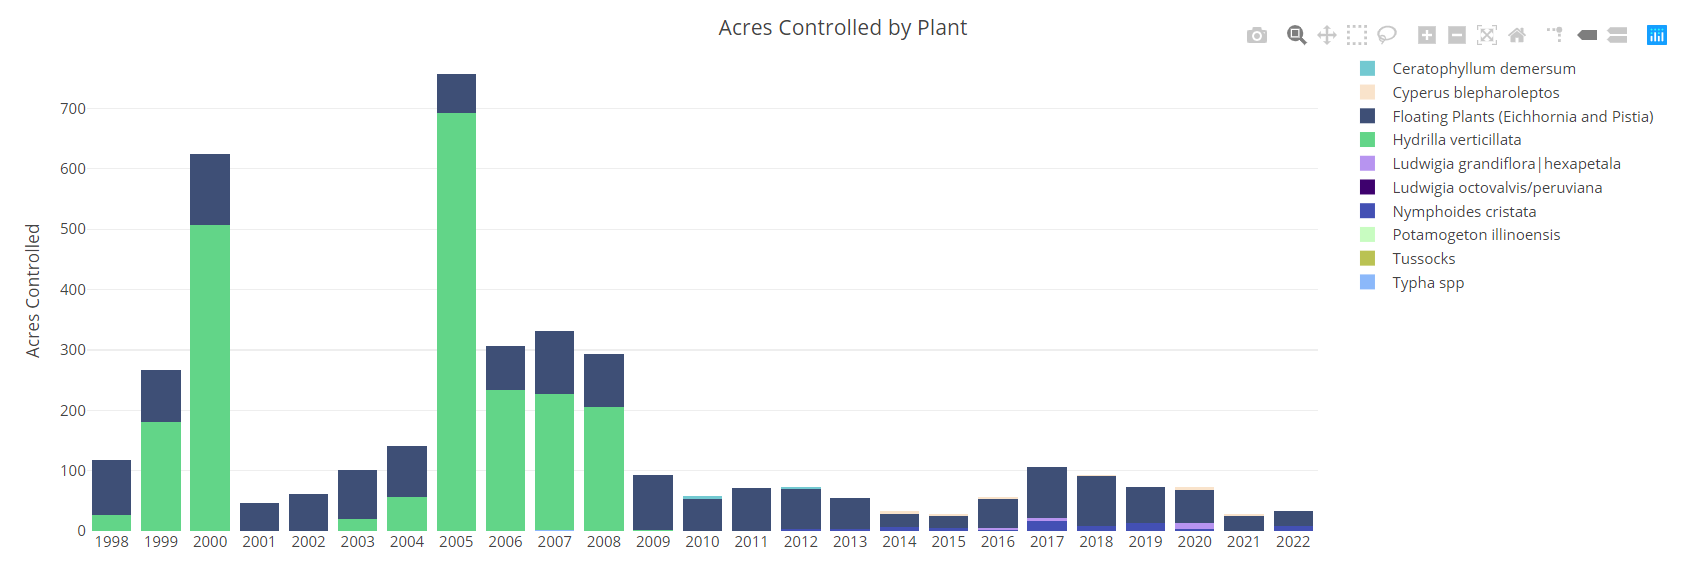 Acres Controlled by Plant
Acres Controlled
700
600
500
400
300
200
100
0
1998 1999 2000 2001 2002 2003 2004 2005 2006 2007 2008 2009 2010 2011 2012 2013 2014 2015 2016 2017 2018 2019 2020 2021 2022
Ceratophyllum demersum
Cyperus blepharoleptos
Floating Plants (Eichhornia and Pistia)
Hydrilla verticillata
Ludwigia grandiflora|hexapetala
Ludwigia octovalvis/peruviana
Nymphoides cristata
Potamogeton illinoensis
Tussocks
Typha spp